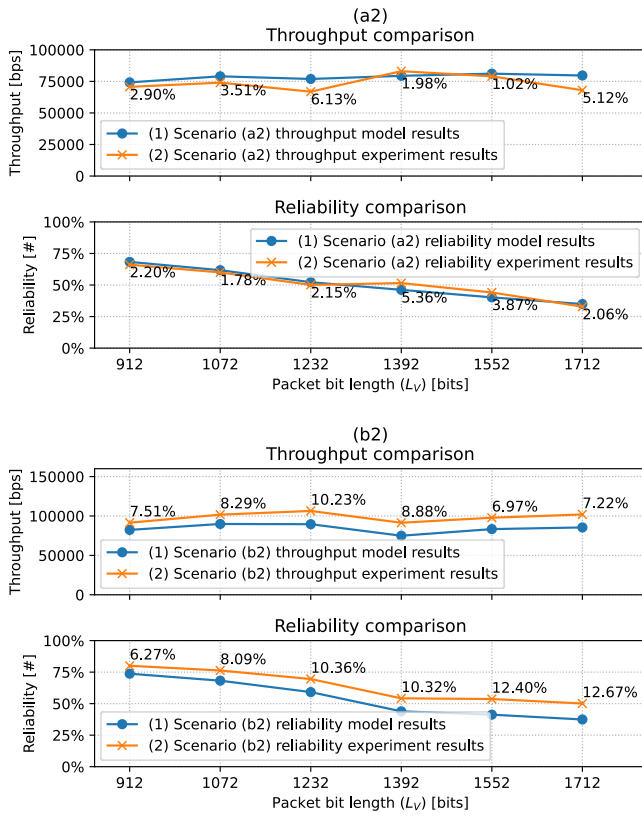 (a2)
Throughput comparison
Throughput [bps]
100000
75000
50000
25000
0
2.90%
3.51%
6.13%
1.98%
1.02%
5.12%
(1) Scenario (a2) throughput model results
(2) Scenario (a2) throughput experiment results
Reliability comparison
Reliability [#]
100%
75%
50%
25%
0%
(1) Scenario (a2) reliability model results
(2) Scenario (a2) reliability experiment results
2.20%
1.78%
2.15%
5.36%
3.87%
2.06%
912 1072 1232 1392 1552 1712
Packet bit length (L_V) [bits]
(b2)
Throughput comparison
Throughput [bps]
150000
100000
50000
0
7.51%
8.29%
10.23%
8.88%
6.97%
7.22%
(1) Scenario (b2) throughput model results
(2) Scenario (b2) throughput experiment results
Reliability comparison
Reliability [#]
100%
75%
50%
25%
0%
6.27%
8.09%
10.36%
10.32%
12.40%
12.67%
(1) Scenario (b2) reliability model results
(2) Scenario (b2) reliability experiment results
912 1072 1232 1392 1552 1712
Packet bit length (L_V) [bits]